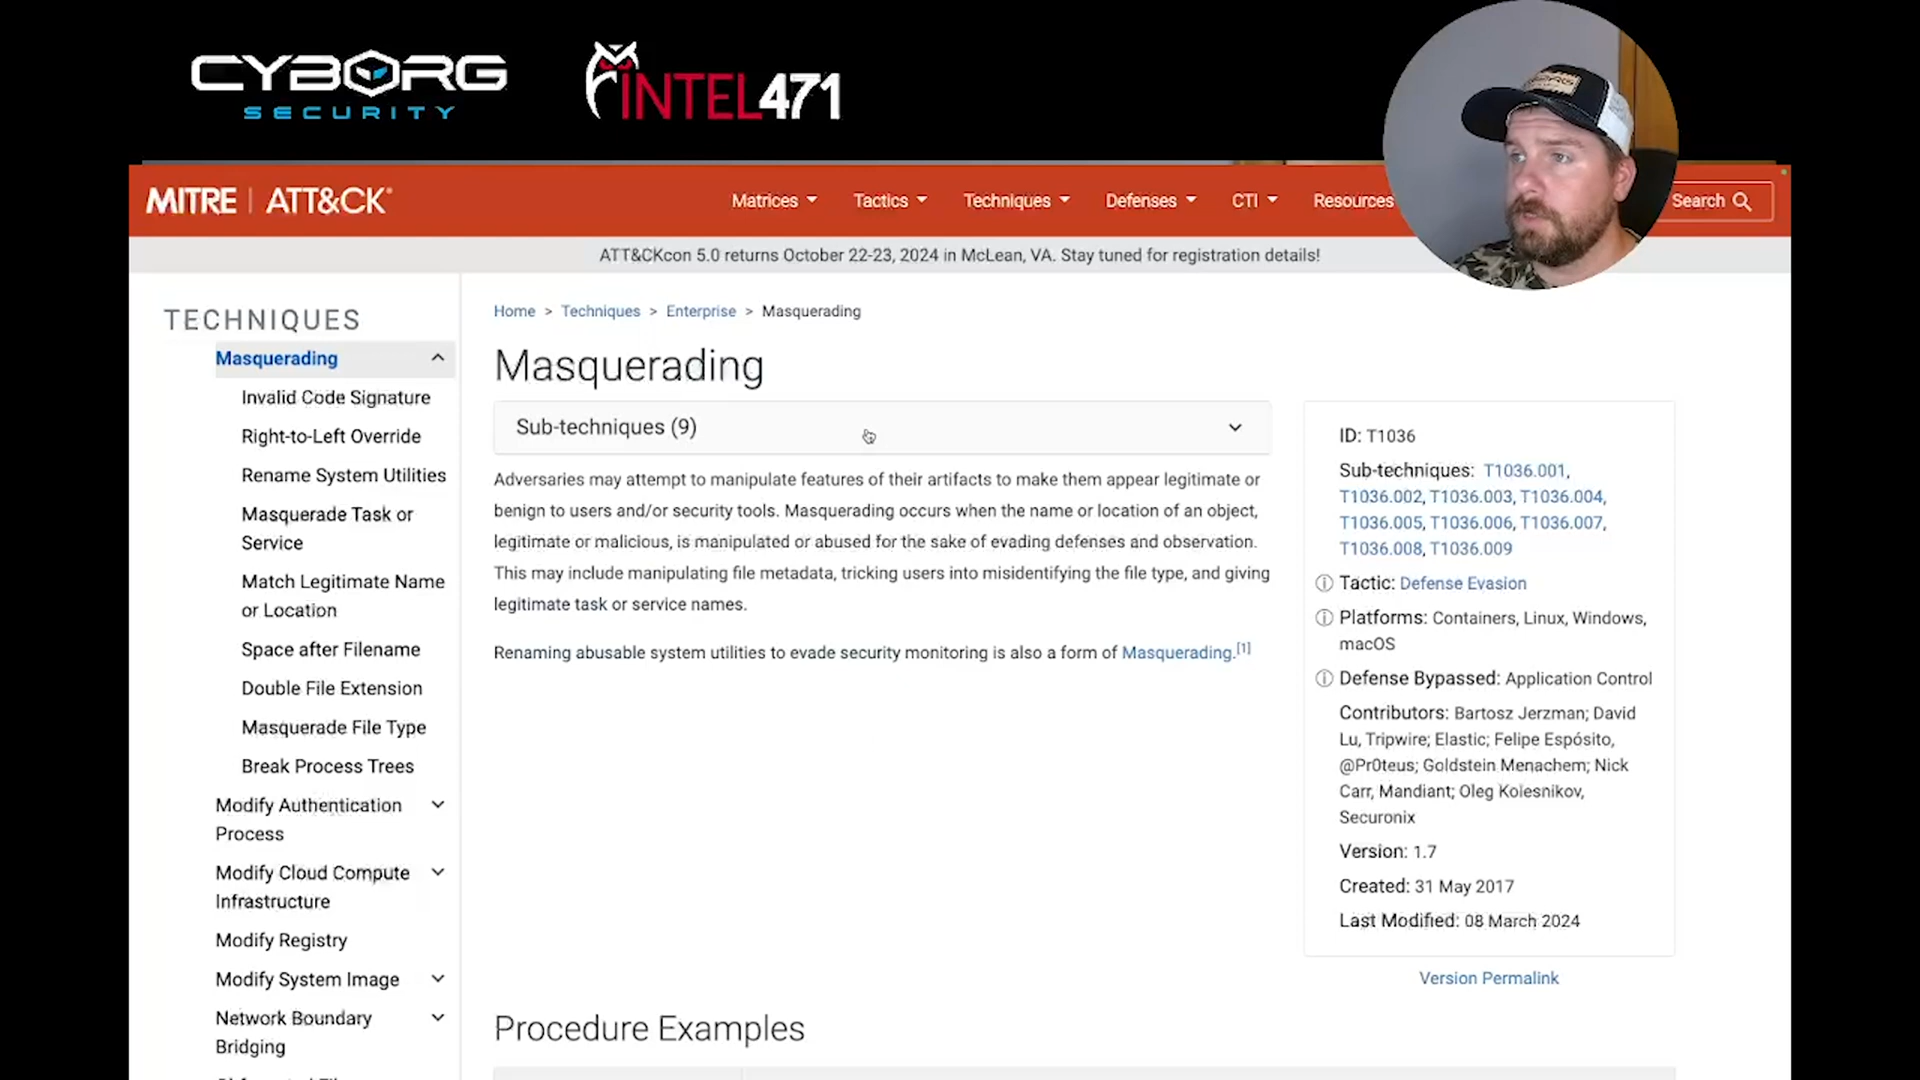 CYBORG
SECURITY
INTEL471
MITRE | ATT&CK®
Matrices
Tactics
Techniques
Defenses
CTI
Resources
Search
ATT&CKcon 5.0 returns October 22-23, 2024 in McLean, VA. Stay tuned for registration details!
TECHNIQUES
Masquerading
Invalid Code Signature
Right-to-Left Override
Rename System Utilities
Masquerade Task or
Service
Match Legitimate Name
or Location
Space after Filename
Double File Extension
Masquerade File Type
Break Process Trees
Modify Authentication
Process
Modify Cloud Compute
Infrastructure
Modify Registry
Modify System Image
Network Boundary
Bridging
Home > Techniques > Enterprise > Masquerading
Masquerading
Sub-techniques (9)
Adversaries may attempt to manipulate features of their artifacts to make them appear legitimate or
benign to users and/or security tools. Masquerading occurs when the name or location of an object,
legitimate or malicious, is manipulated or abused for the sake of evading defenses and observation.
This may include manipulating file metadata, tricking users into misidentifying the file type, and giving
legitimate task or service names.
Renaming abusable system utilities to evade security monitoring is also a form of Masquerading.[1]
ID: T1036
Sub-techniques: T1036.001,
T1036.002, T1036.003, T1036.004,
T1036.005, T1036.006, T1036.007,
T1036.008, T1036.009
Tactic: Defense Evasion
Platforms: Containers, Linux, Windows,
macOS
Defense Bypassed: Application Control
Contributors: Bartosz Jerzman; David
Lu, Tripwire; Elastic; Felipe Espósito,
@Pr0teus; Goldstein Menachem; Nick
Carr, Mandiant; Oleg Kolesnikov,
Securonix
Version: 1.7
Created: 31 May 2017
Last Modified: 08 March 2024
Version Permalink
Procedure Examples